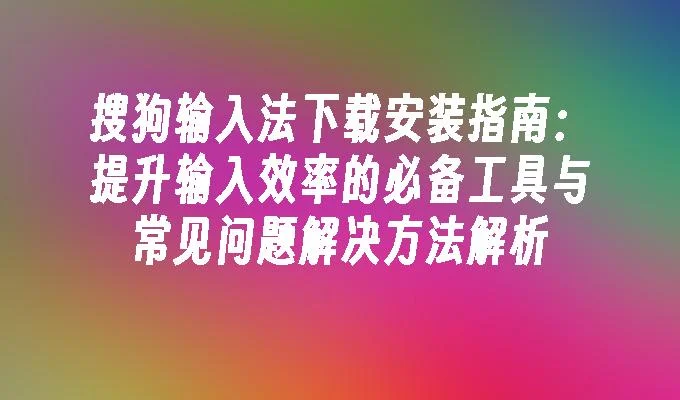 搜狗输入法下载安装指南：
提升输入效率的必备工具与
常见问题解决方法解析